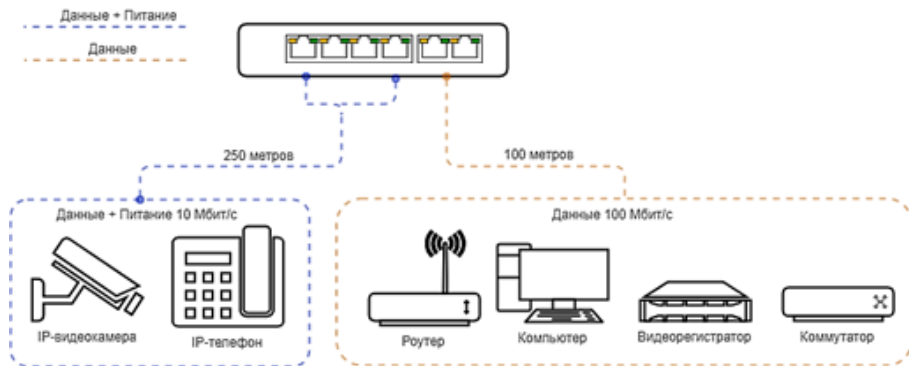 Данные + Питание
Данные
250 метров
100 метров
Данные + Питание 10 Мбит/с
Данные 100 Мбит/с
IP-видеокамера
IP-телефон
Роутер
Компьютер
Видеорегистратор
Коммутатор